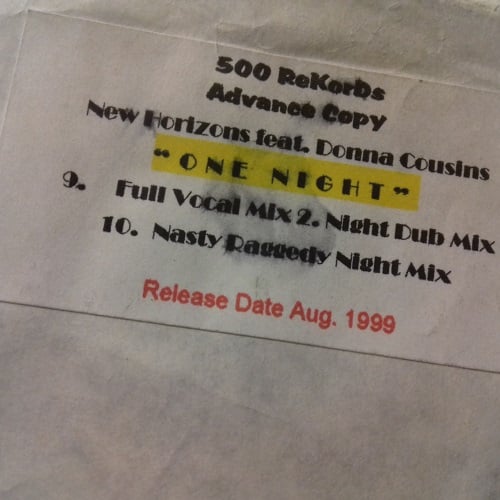 500 ReKorDs
Advance Copy
New Horizons feat. Donna Cousins
“ ONE NIGHT”
9. Full Vocal Mix 2. Night Dub Mix
10. Nasty Raggedy Night Mix
Release Date Aug. 1999